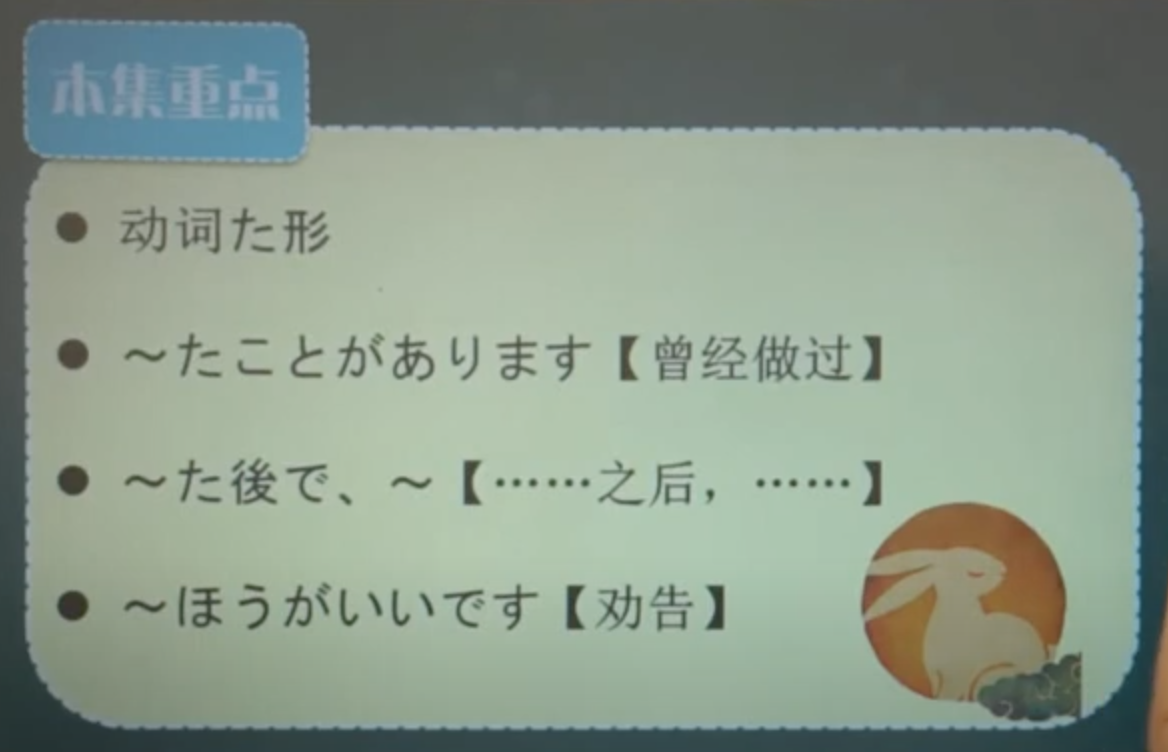 本集重点
● 动词た形
● ～たことがあります【曾经做过】
● ～た後で、～【……之后，……】
● ～ほうがいいです【劝告】